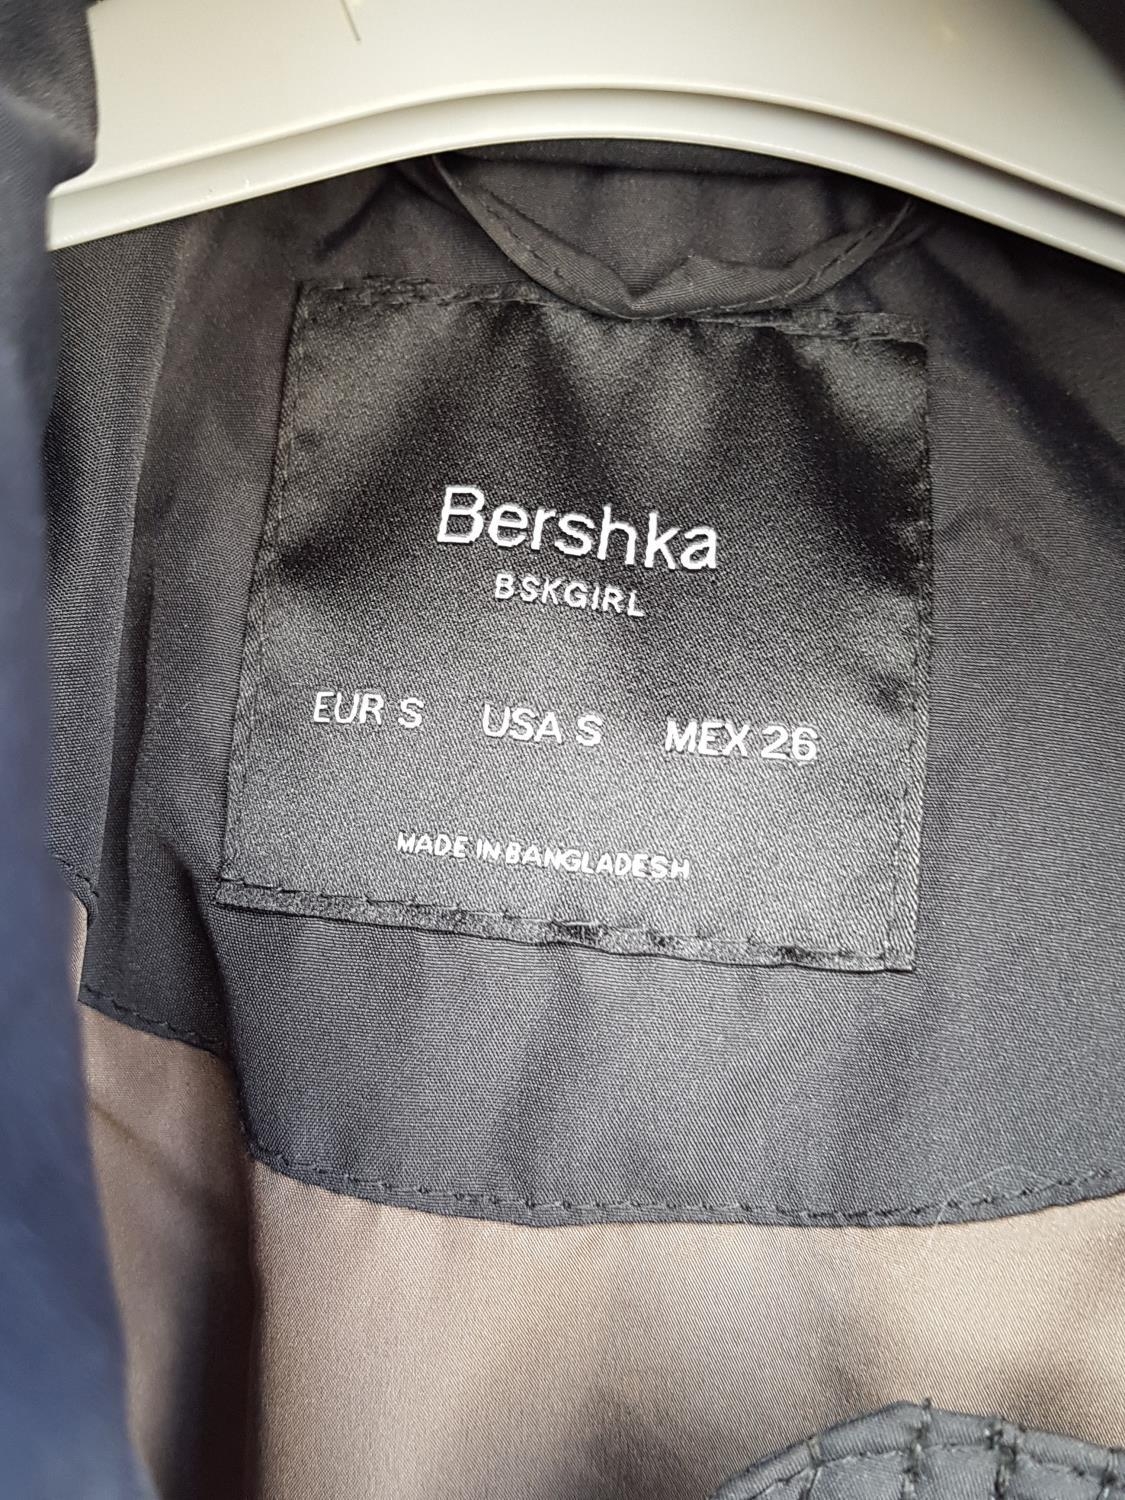 Bershka
BSKGIRL
EUR S USA S MEX 26
MADE IN BANGLADESH